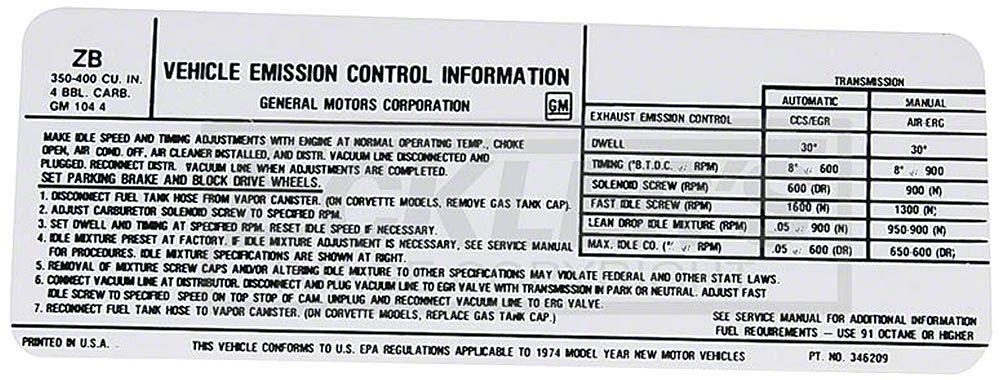 ZB
350-400 CU. IN.
4 BBL. CARB.
GM 104 4
VEHICLE EMISSION CONTROL INFORMATION
GENERAL MOTORS CORPORATION
GM
TRANSMISSION
EXHAUST EMISSION CONTROL AUTOMATIC MANUAL
CCS/EGR AIR-ERG
DWELL 30° 30°
TIMING (°B.T.D.C. RPM) 8° 600 8° 900
SOLENOID SCREW (RPM) 600 (DR) 900 (N)
FAST IDLE SCREW (RPM) 1600 (N) 1300 (N)
LEAN DROP IDLE MIXTURE (RPM) .05 900 (N) 950-900 (N)
MAX. IDLE CO. RPM) .05 600 (DR) 650-600 (DR)
MAKE IDLE SPEED AND TIMING ADJUSTMENTS WITH ENGINE AT NORMAL OPERATING TEMP., CHOKE
OPEN, AIR COND. OFF, AIR CLEANER INSTALLED, AND DISTR. VACUUM LINE DISCONNECTED AND
PLUGGED. RECONNECT DISTR. VACUUM LINE WHEN ADJUSTMENTS ARE COMPLETED.
SET PARKING BRAKE AND BLOCK DRIVE WHEELS.
1. DISCONNECT FUEL TANK HOSE FROM VAPOR CANISTER. (ON CORVETTE MODELS, REMOVE GAS TANK CAP).
2. ADJUST CARBURETOR SOLENOID SCREW TO SPECIFIED RPM.
3. SET DWELL AND TIMING AT SPECIFIED RPM. RESET IDLE SPEED IF NECESSARY.
4. IDLE MIXTURE PRESET AT FACTORY. IF IDLE MIXTURE ADJUSTMENT IS NECESSARY, SEE SERVICE MANUAL
FOR PROCEDURES. IDLE MIXTURE SPECIFICATIONS ARE SHOWN AT RIGHT.
5. REMOVAL OF MIXTURE SCREW CAPS AND/OR ALTERING IDLE MIXTURE TO OTHER SPECIFICATIONS MAY VIOLATE FEDERAL AND OTHER STATE LAWS.
6. CONNECT VACUUM LINE AT DISTRIBUTOR. DISCONNECT AND PLUG VACUUM LINE TO EGR VALVE WITH TRANSMISSION IN PARK OR NEUTRAL. ADJUST FAST
IDLE SCREW TO SPECIFIED SPEED ON TOP STOP OF CAM. UNPLUG AND RECONNECT VACUUM LINE TO ERG VALVE.
7. RECONNECT FUEL TANK HOSE TO VAPOR CANISTER. (ON CORVETTE MODELS, REPLACE GAS TANK CAP.)
SEE SERVICE MANUAL FOR ADDITIONAL INFORMATION
FUEL REQUIREMENTS — USE 91 OCTANE OR HIGHER
PRINTED IN U.S.A. THIS VEHICLE CONFORMS TO U.S. EPA REGULATIONS APPLICABLE TO 1974 MODEL YEAR NEW MOTOR VEHICLES PT. NO. 346209